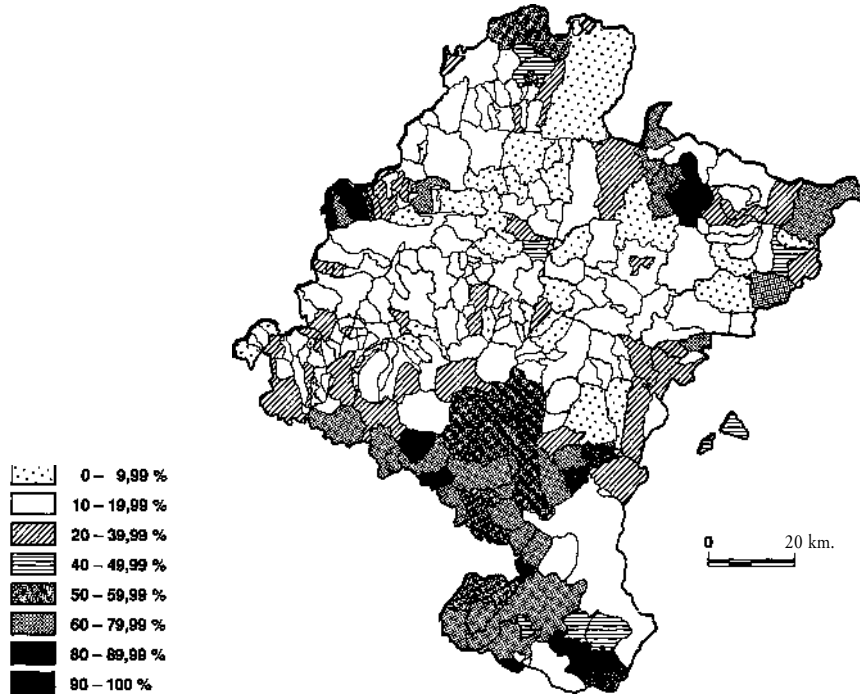 0 – 9,99 %
10 – 19,99 %
20 – 39,99 %
40 – 49,99 %
50 – 59,99 %
60 – 79,99 %
80 – 89,99 %
90 – 100 %
0 20 km.